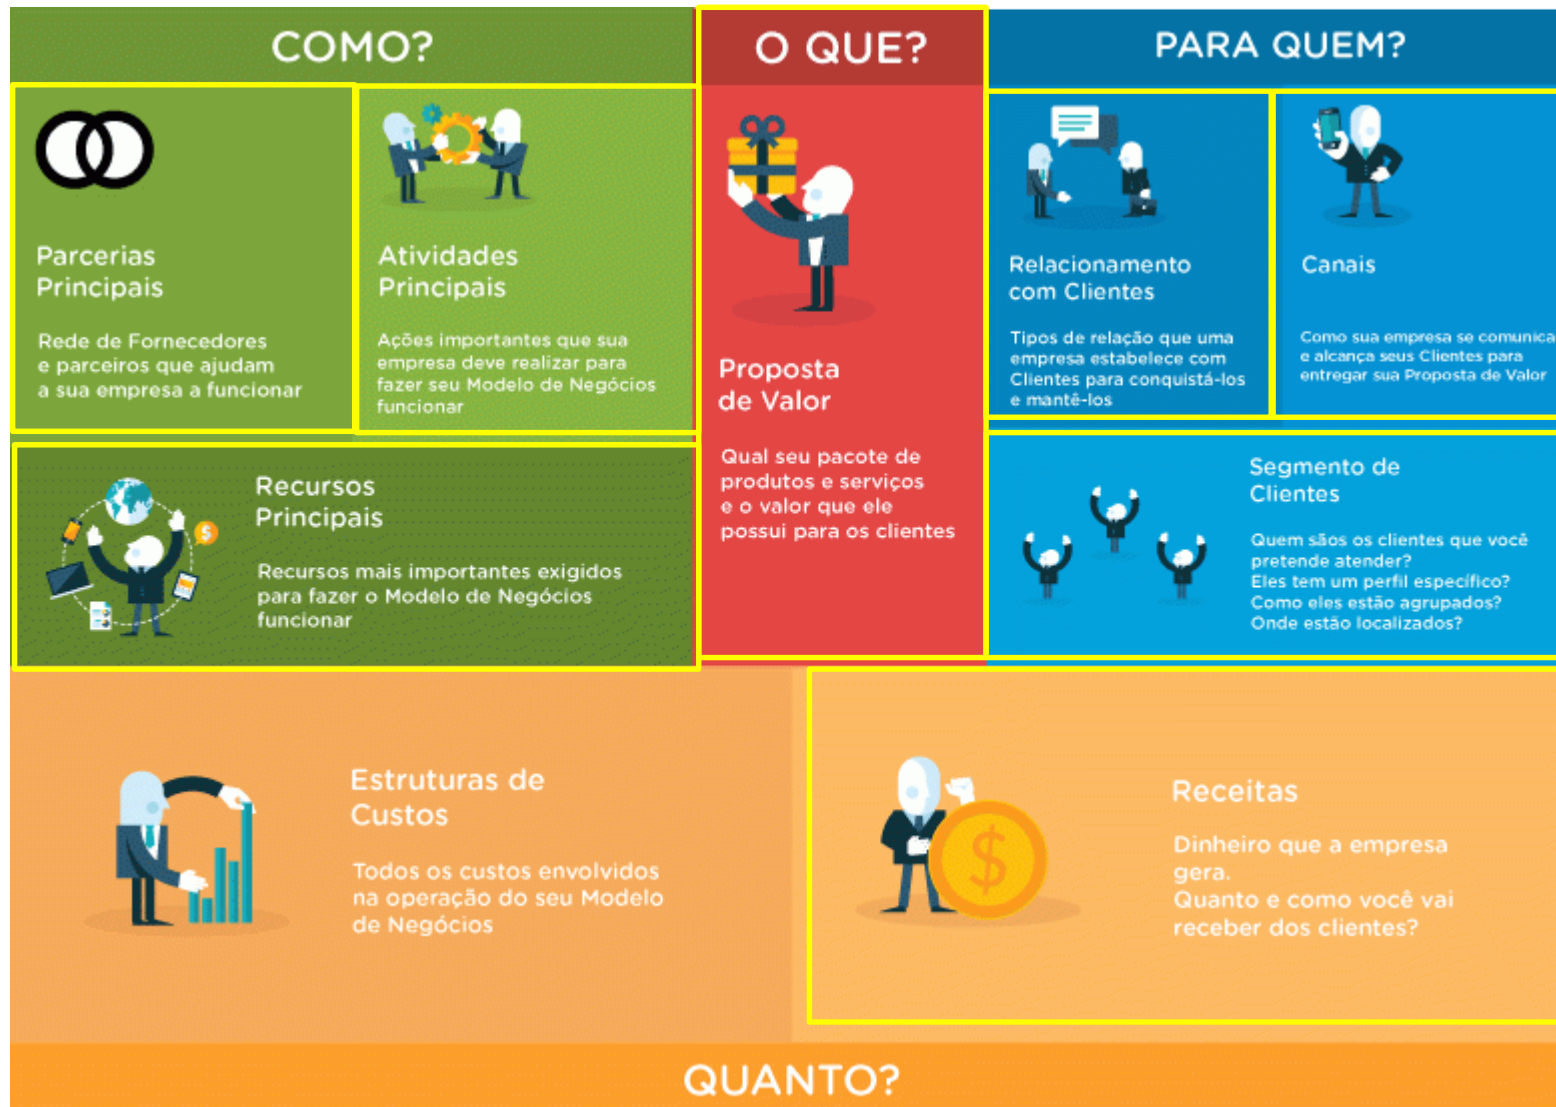 COMO?
O QUE?
PARA QUEM?
Parcerias
Principais
Rede de Fornecedores
e parceiros que ajudam
a sua empresa a funcionar
Atividades
Principais
Ações importantes que sua
empresa deve realizar para
fazer seu Modelo de Negócios
funcionar
Recursos
Principais
Recursos mais importantes exigidos
para fazer o Modelo de Negócios
funcionar
Proposta
de Valor
Qual seu pacote de
produtos e serviços
e o valor que ele
possui para os clientes
Relacionamento
com Clientes
Tipos de relação que uma
empresa estabelece com
Clientes para conquistá-los
e mantê-los
Canais
Como sua empresa se comunica
e alcança seus Clientes para
entregar sua Proposta de Valor
Segmento de
Clientes
Quem sãos os clientes que você
pretende atender?
Eles tem um perfil específico?
Como eles estão agrupados?
Onde estão localizados?
Estruturas de
Custos
Todos os custos envolvidos
na operação do seu Modelo
de Negócios
$
Receitas
Dinheiro que a empresa
gera.
Quanto e como você vai
receber dos clientes?
QUANTO?